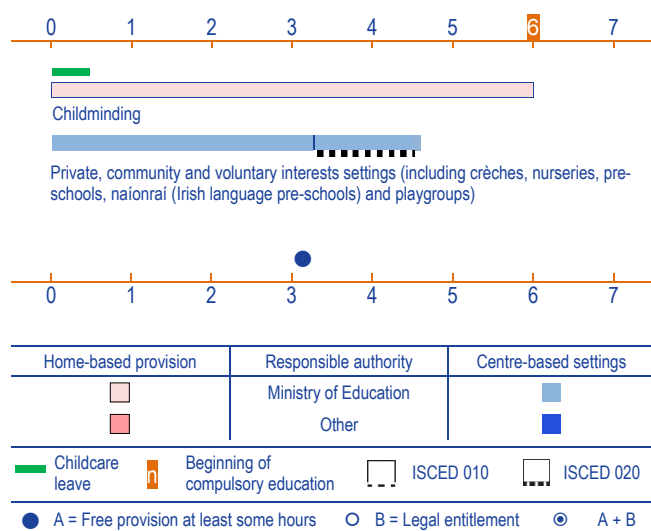 0 1 2 3 4 5 6 7
Childminding
Private, community and voluntary interests settings (including crèches, nurseries, pre-
schools, naíonraí (Irish language pre-schools) and playgroups)
0 1 2 3 4 5 6 7
Home-based provision Responsible authority Centre-based settings
Ministry of Education
Other
Childcare leave n Beginning of compulsory education ISCED 010 ISCED 020
A = Free provision at least some hours B = Legal entitlement A + B